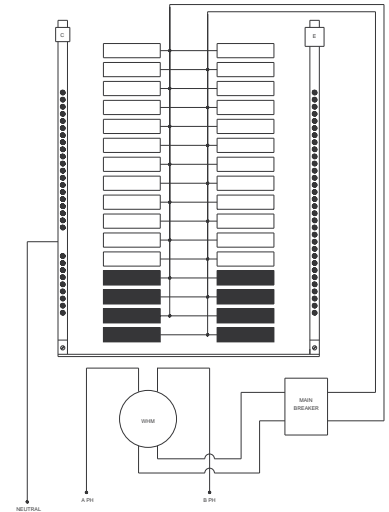 C
E
MAIN
BREAKER
WHM
A PH
B PH
NEUTRAL